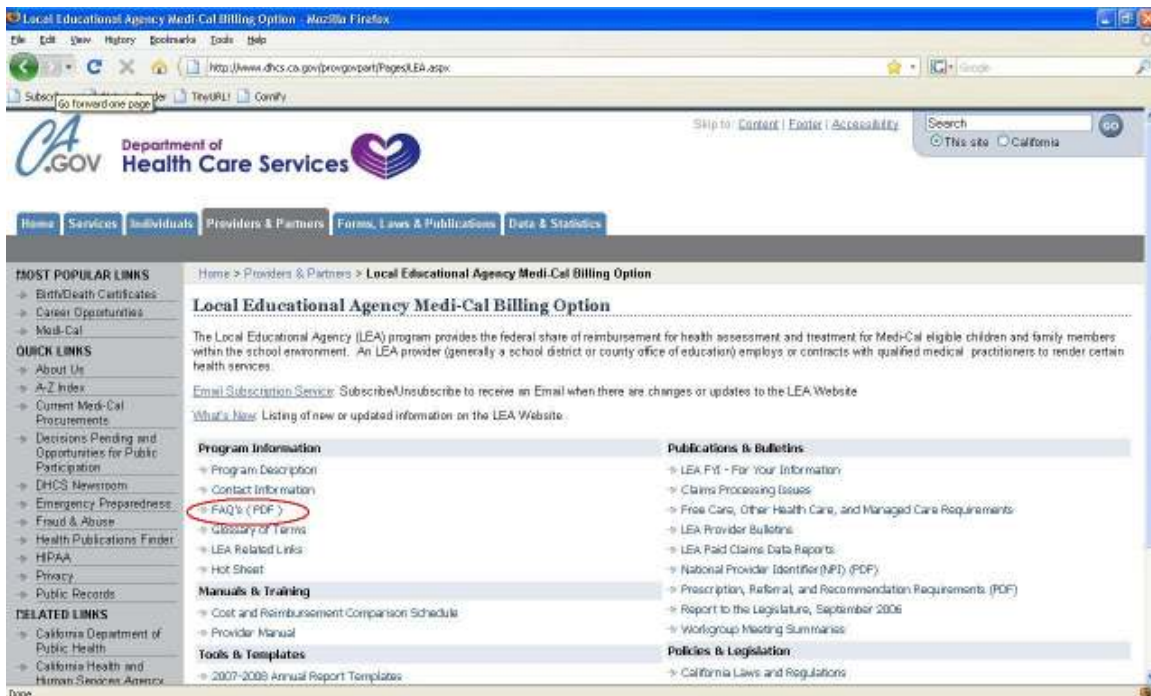 Local Educational Agency Medi-Cal Billing Option - Mozilla Firefox
File Edit View History Bookmarks Tools Help
http://www.dhcs.ca.gov/provgovpart/Pages/LEA.aspx
Google
Go forward one page
TinyURL! Cornify
CA.GOV
Department of
Health Care Services
Skip to: Content | Footer | Accessibility
Search
GO
This site California
Home Services Individuals Providers & Partners Forms, Laws & Publications Data & Statistics
MOST POPULAR LINKS
Birth/Death Certificates
Career Opportunities
Medi-Cal
QUICK LINKS
About Us
A-Z Index
Current Medi-Cal
Procurements
Decisions Pending and
Opportunities for Public
Participation
DHCS Newsroom
Emergency Preparedness
Fraud & Abuse
Health Publications Finder
HIPAA
Privacy
Public Records
RELATED LINKS
California Department of
Public Health
California Health and
Human Services Agency
Home > Providers & Partners > Local Educational Agency Medi-Cal Billing Option
Local Educational Agency Medi-Cal Billing Option
The Local Educational Agency (LEA) program provides the federal share of reimbursement for health assessment and treatment for Medi-Cal eligible children and family members
within the school environment. An LEA provider (generally a school district or county office of education) employs or contracts with qualified medical practitioners to render certain
health services.
Email Subscription Service: Subscribe/Unsubscribe to receive an Email when there are changes or updates to the LEA Website
What's New: Listing of new or updated information on the LEA Website
Program Information
Program Description
Contact Information
FAQ's ( PDF )
Glossary of Terms
LEA Related Links
Hot Sheet
Manuals & Training
Cost and Reimbursement Comparison Schedule
Provider Manual
Tools & Templates
2007-2008 Annual Report Templates
Publications & Bulletins
LEA FYI - For Your Information
Claims Processing Issues
Free Care, Other Health Care, and Managed Care Requirements
LEA Provider Bulletins
LEA Paid Claims Data Reports
National Provider Identifier (NPI) (PDF)
Prescription, Referral, and Recommendation Requirements (PDF)
Report to the Legislature, September 2006
Workgroup Meeting Summaries
Policies & Legislation
California Laws and Regulations
Done